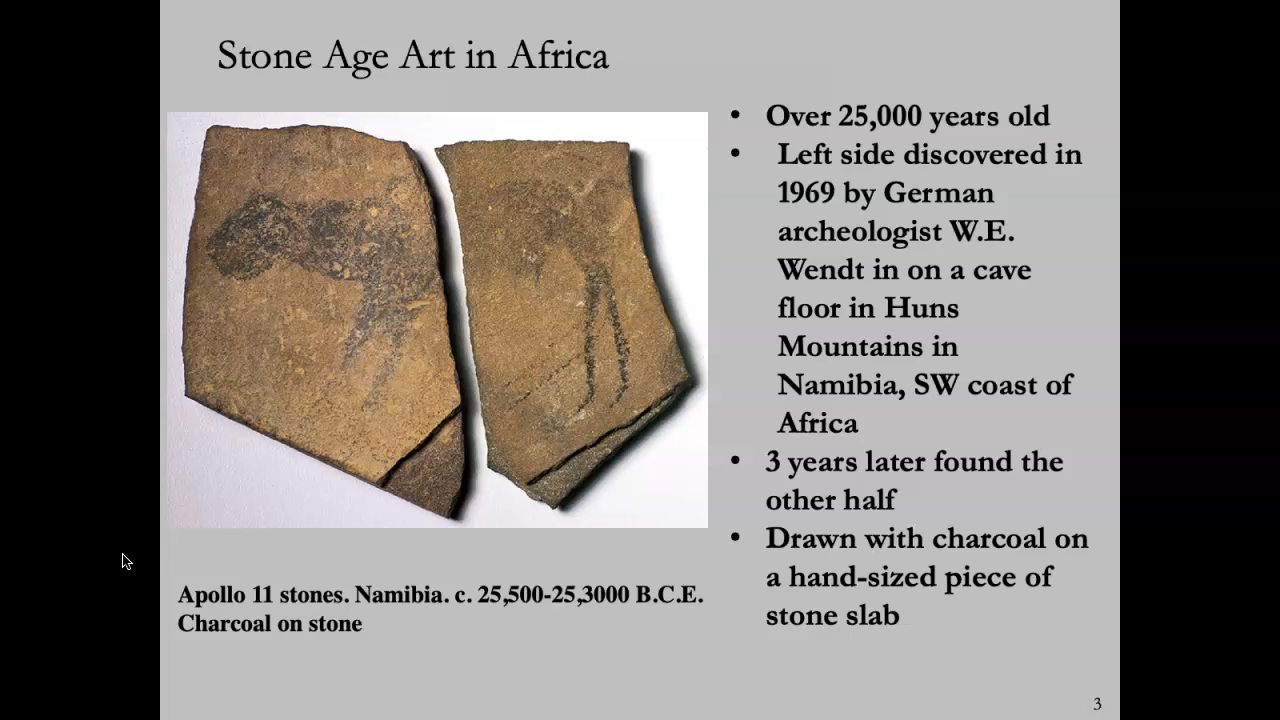 Stone Age Art in Africa
• Over 25,000 years old
• Left side discovered in
1969 by German
archeologist W.E.
Wendt in on a cave
floor in Huns
Mountains in
Namibia, SW coast of
Africa
• 3 years later found the
other half
• Drawn with charcoal on
a hand-sized piece of
stone slab
Apollo 11 stones. Namibia. c. 25,500-25,3000 B.C.E.
Charcoal on stone
3